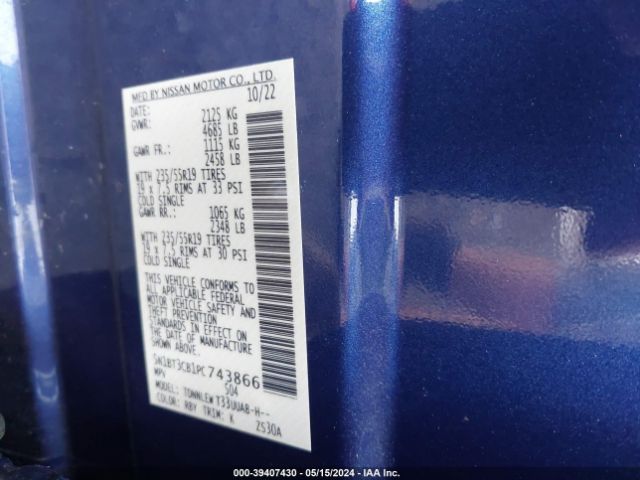 MFD BY NISSAN MOTOR CO., LTD.
DATE: 10/22
GVWR: 2125 KG
4685 LB
GAWR FR.: 1115 KG
2458 LB
WITH 235/55R19 TIRES
19 x 7.5 RIMS AT 33 PSI
COLD SINGLE
GAWR RR.: 1065 KG
2348 LB
WITH 235/55R19 TIRES
19 x 7.5 RIMS AT 30 PSI
COLD SINGLE
THIS VEHICLE CONFORMS TO
ALL APPLICABLE FEDERAL
MOTOR VEHICLE SAFETY AND
THEFT PREVENTION
STANDARDS IN EFFECT ON
THE DATE OF MANUFACTURE
SHOWN ABOVE.
5N1BT3CB1PC743866
MPV S04
MODEL: TDNNLEW T33UUAB-H--
COLOR: RBY TRIM: K
ZS30A
000-39407430 - 05/15/2024 - IAA Inc.